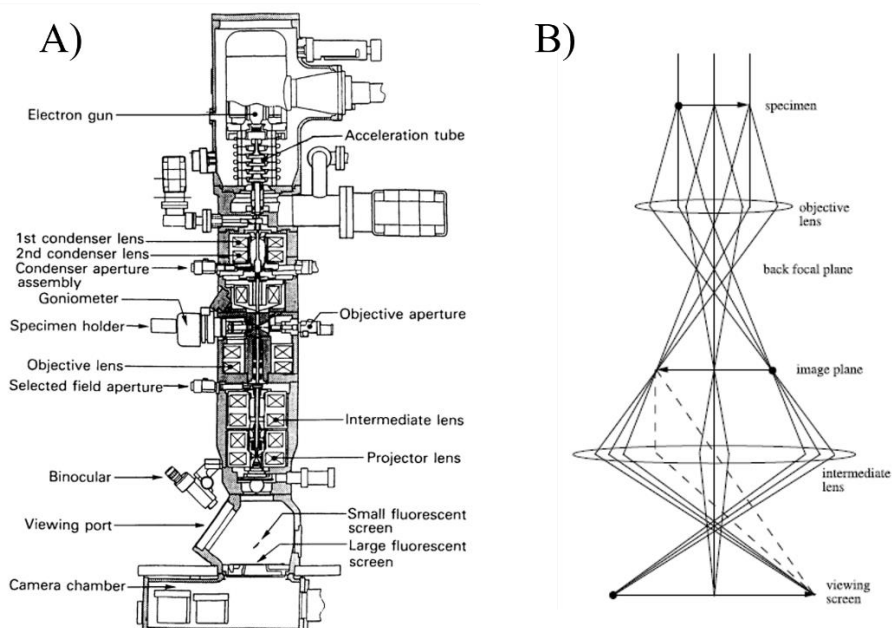 A)
Electron gun
Acceleration tube
1st condenser lens
2nd condenser lens
Condenser aperture
assembly
Goniometer
Specimen holder
Objective aperture
Objective lens
Selected field aperture
Intermediate lens
Projector lens
Binocular
Viewing port
Small fluorescent
screen
Large fluorescent
screen
Camera chamber
B)
specimen
objective
lens
back focal plane
image plane
intermediate
lens
viewing
screen